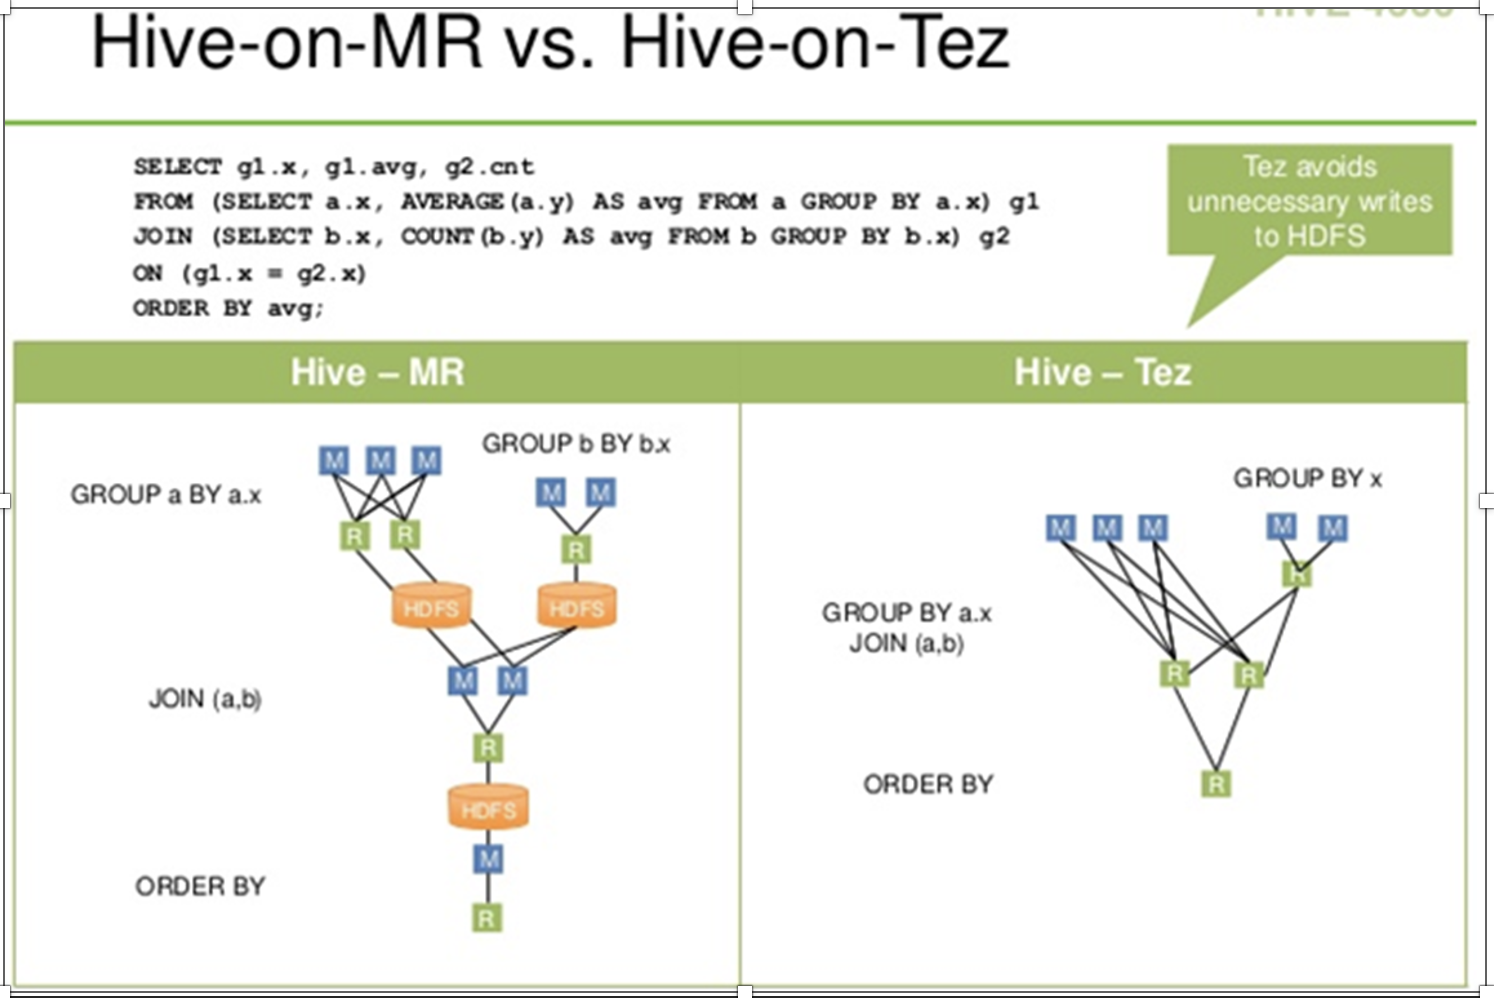 Hive-on-MR vs. Hive-on-Tez
SELECT g1.x, g1.avg, g2.cnt
FROM (SELECT a.x, AVERAGE(a.y) AS avg FROM a GROUP BY a.x) g1
JOIN (SELECT b.x, COUNT(b.y) AS avg FROM b GROUP BY b.x) g2
ON (g1.x = g2.x)
ORDER BY avg;
Tez avoids
unnecessary writes
to HDFS
Hive – MR
GROUP a BY a.x
M M M
R R
GROUP b BY b.x
M M
R
HDFS HDFS
JOIN (a,b)
M M
R
HDFS
ORDER BY
M
R
Hive – Tez
GROUP BY x
M M M M M
R
GROUP BY a.x
JOIN (a,b)
R R
ORDER BY
R